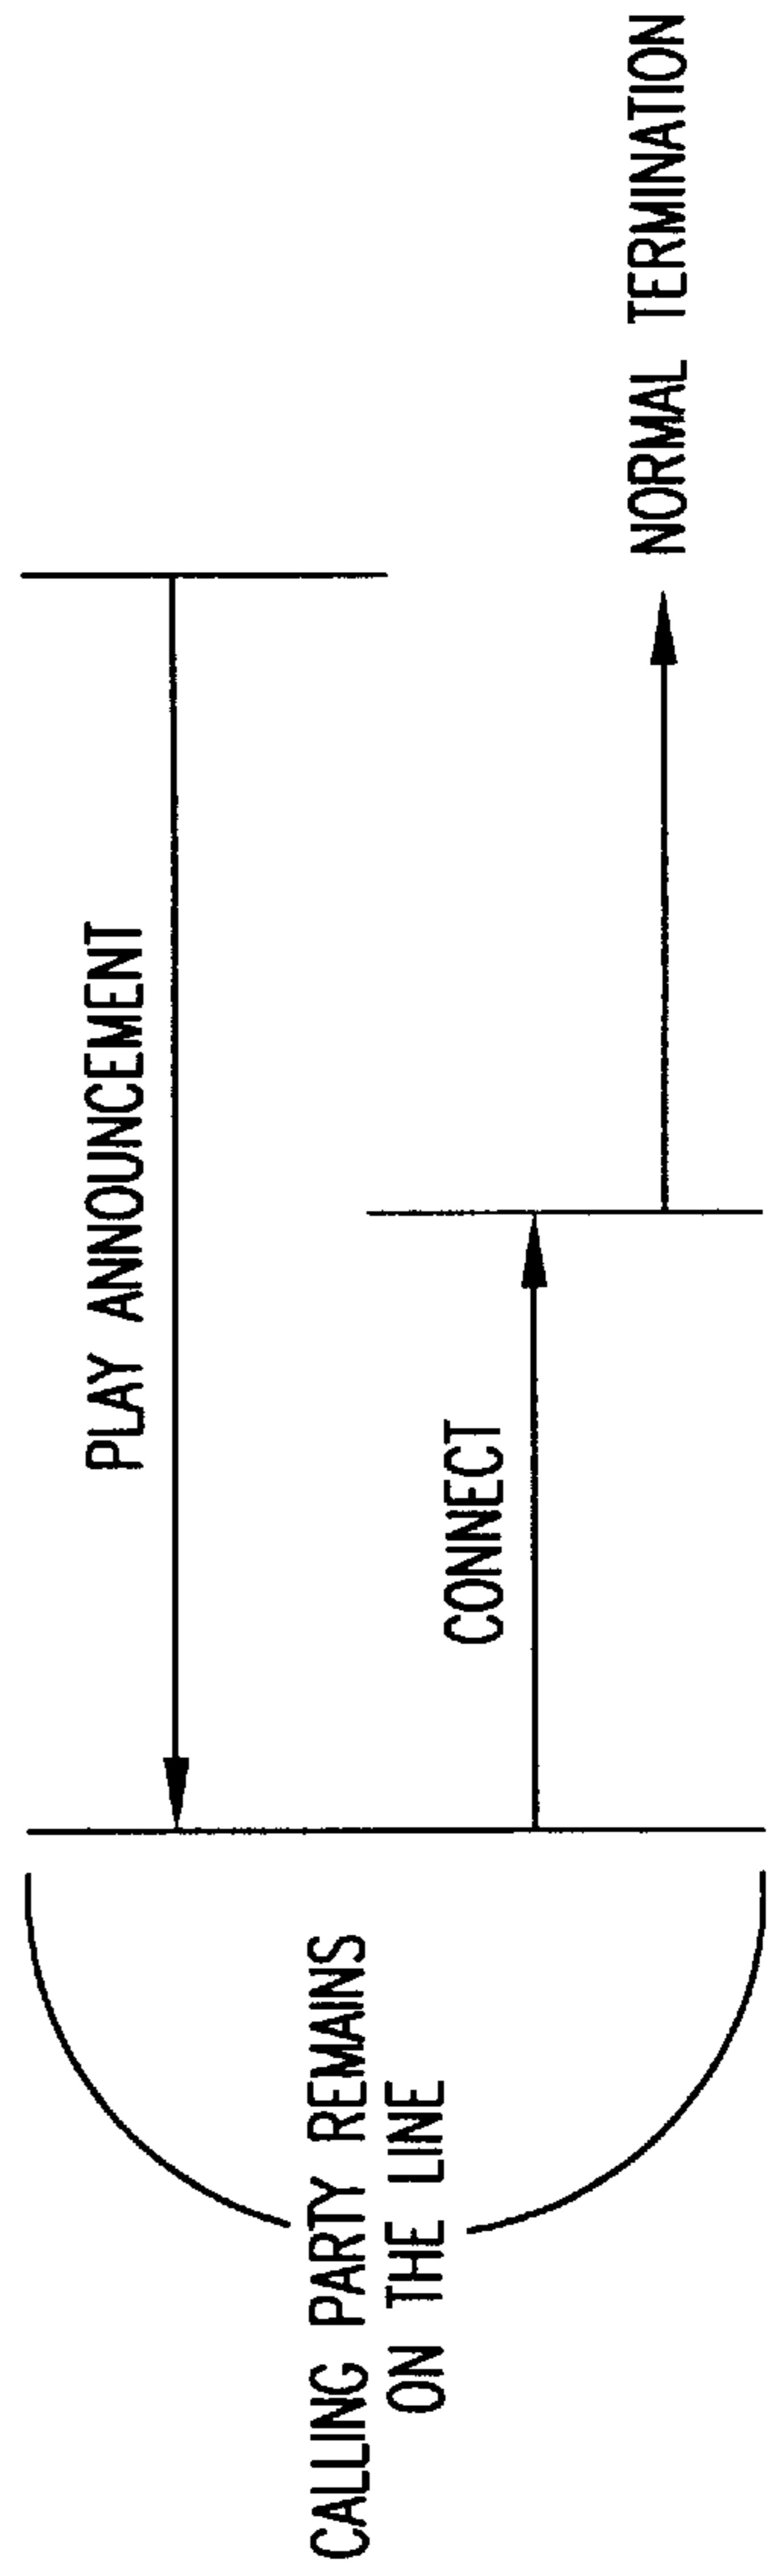 PLAY ANNOUNCEMENT
CALLING PARTY REMAINS
ON THE LINE
CONNECT
NORMAL TERMINATION